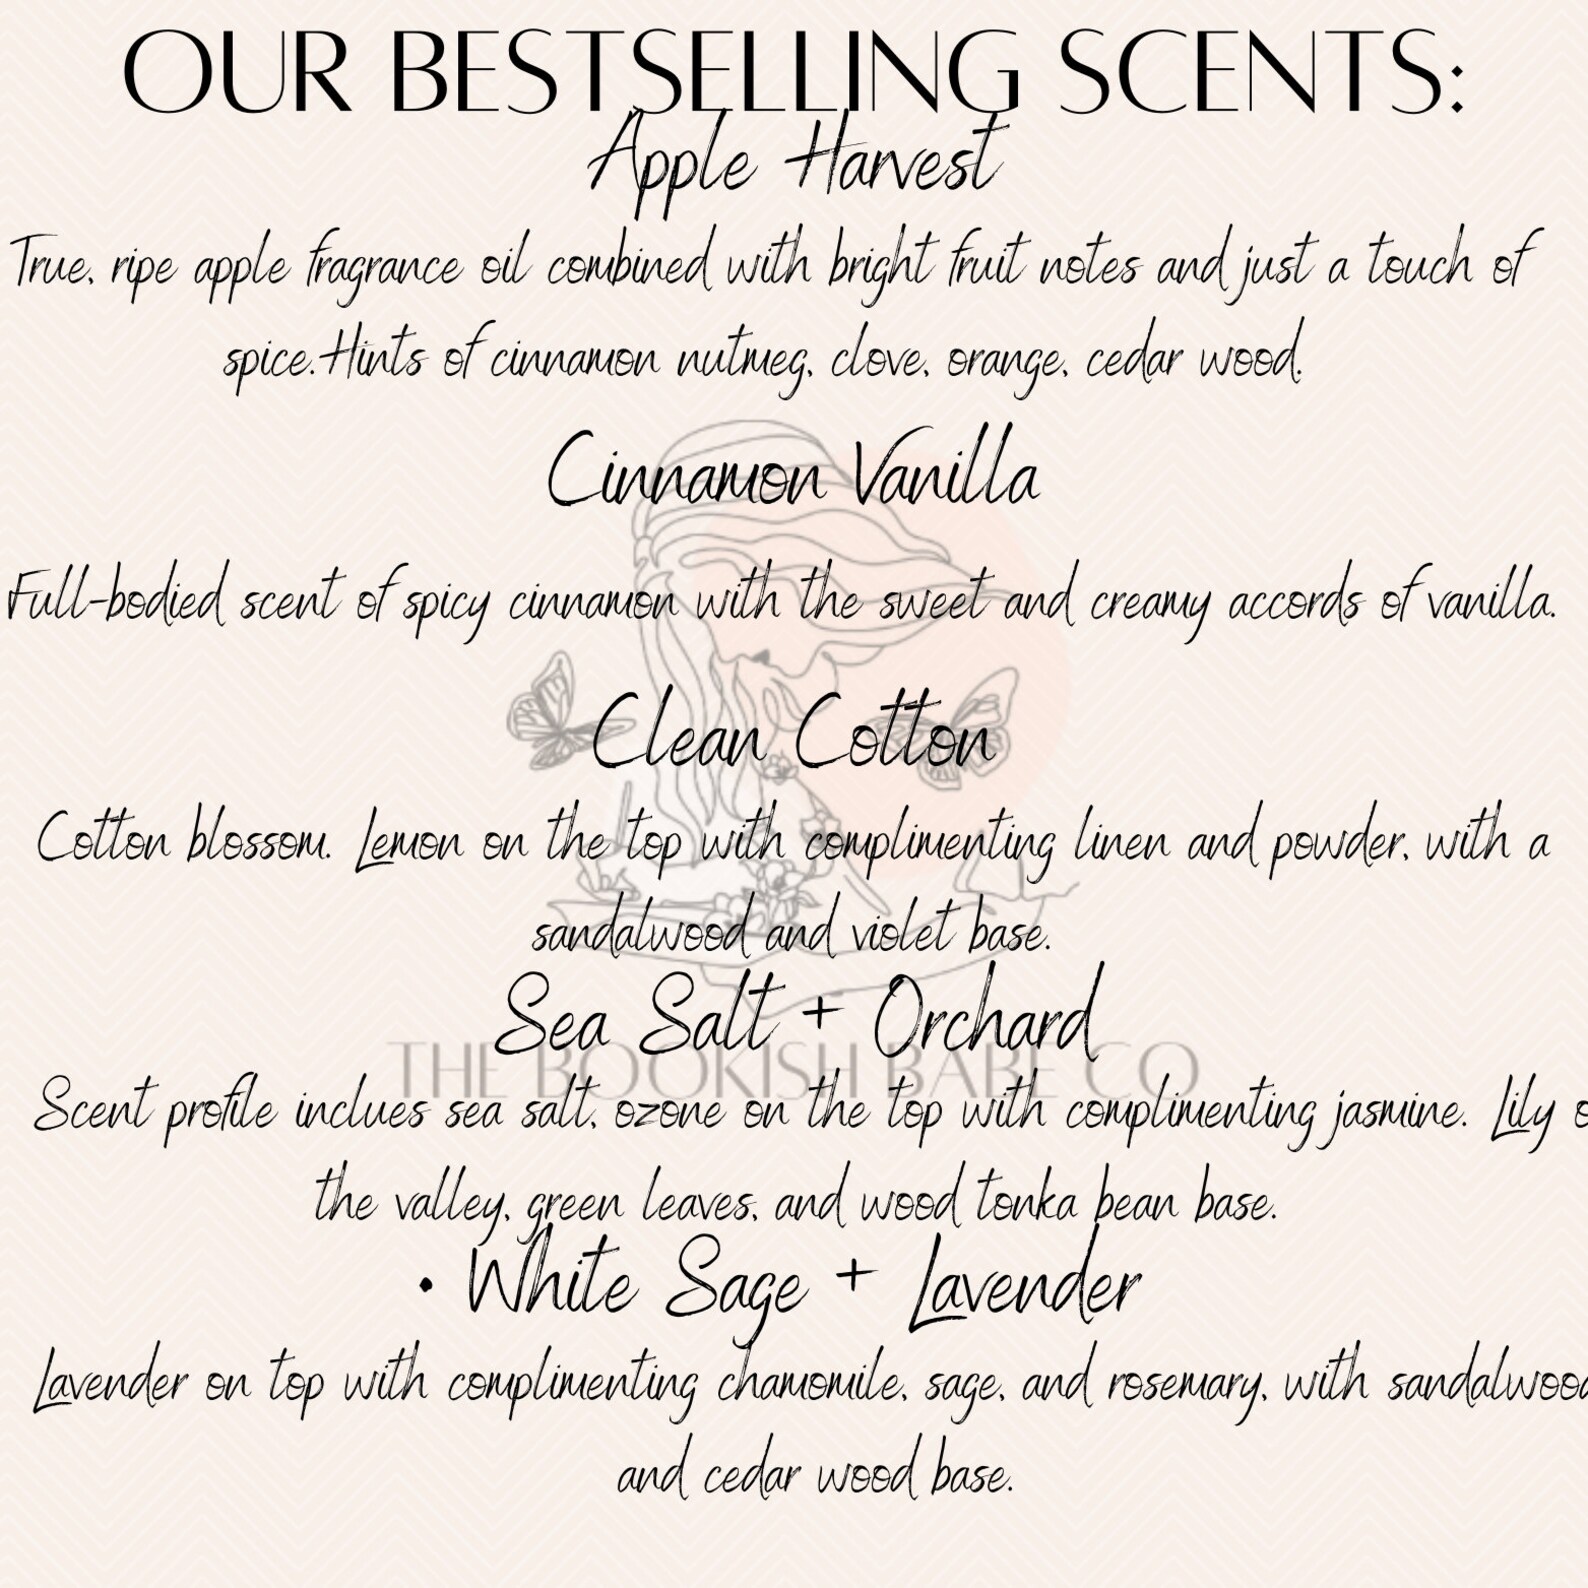 OUR BESTSELLING SCENTS:
Apple Harvest
True, ripe apple fragrance oil combined with bright fruit notes and just a touch of
spice.Hints of cinnamon nutmeg, clove, orange, cedar wood.
Cinnamon Vanilla
Full-bodied scent of spicy cinnamon with the sweet and creamy accords of vanilla.
Clean Cotton
Cotton blossom. Lemon on the top with complimenting linen and powder, with a
sandalwood and violet base.
Sea Salt + Orchard
THE BOOKISH BABE CO
Scent profile inclues sea salt, ozone on the top with complimenting jasmine. Lily o
the valley, green leaves, and wood tonka bean base.
• White Sage + Lavender
Lavender on top with complimenting chamomile, sage, and rosemary, with sandalwood
and cedar wood base.